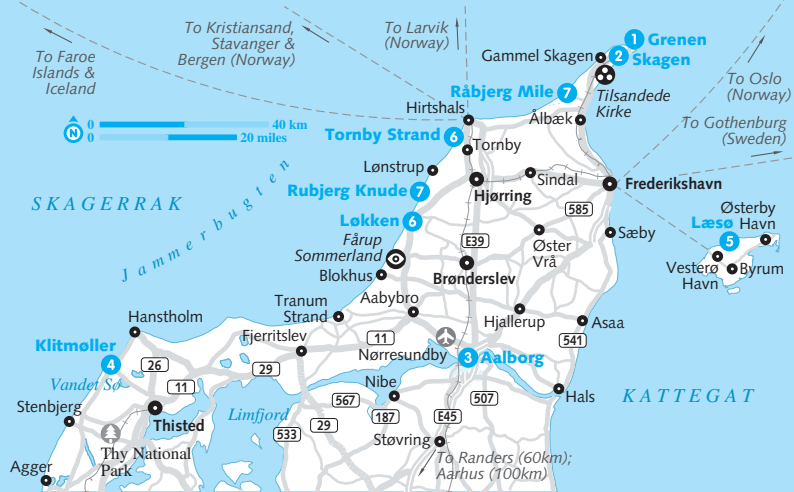 To Kristiansand,
Stavanger &
Bergen (Norway)
To Larvik
(Norway)
To Faroe
Islands &
Iceland
1 Grenen
Gammel Skagen
2 Skagen
Råbjerg Mile 7
Tilsandede
Kirke
To Oslo
(Norway)
Hirtshals
Ålbæk
To Gothenburg
(Sweden)
N
0 40 km
0 20 miles
Tornby Strand 6
Tornby
Lønstrup
Sindal
Hjørring
Frederikshavn
Rubjerg Knude 7
SKAGERRAK
Jammerbugten
585
Løkken 6
Læsø
5
Østerby
Havn
Sæby
E39
Øster
Vrå
Fårup
Sommerland
Vesterø
Havn
Byrum
Blokhus
Brønderslev
Aabybro
Tranum
Strand
Hanstholm
Hjallerup
Asaa
Fjerritslev
11
541
Klitmøller
4
Nørresundby
3 Aalborg
26
29
Vandet Sø
11
Nibe
Hals
KATTEGAT
Stenbjerg
567
187
507
Limfjord
E45
Thisted
29
533
Støvring
Thy National
Park
To Randers (60km);
Aarhus (100km)
Agger